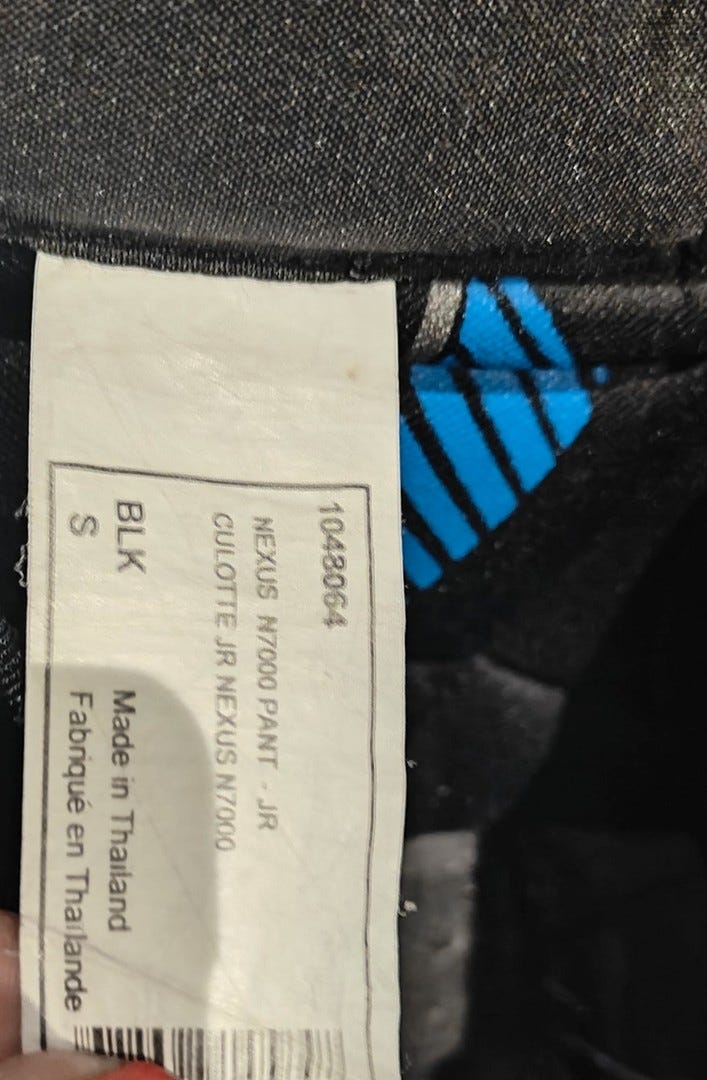 1048064
NEXUS N7000 PANT - JR
CULOTTE JR NEXUS N7000
BLK
S
Made in Thailand
Fabriqué en Thaïlande